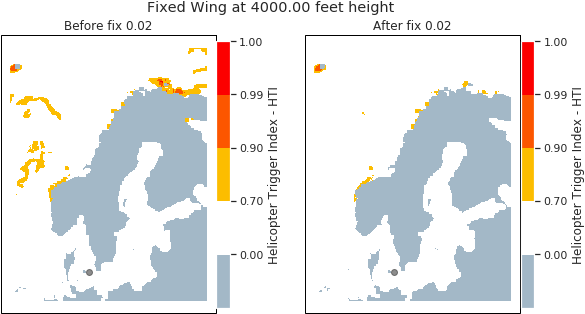 Fixed Wing at 4000.00 feet height
Before fix 0.02
1.00
0.99
0.90
0.70
0.00
Helicopter Trigger Index - HTI
After fix 0.02
1.00
0.99
0.90
0.70
0.00
Helicopter Trigger Index - HTI